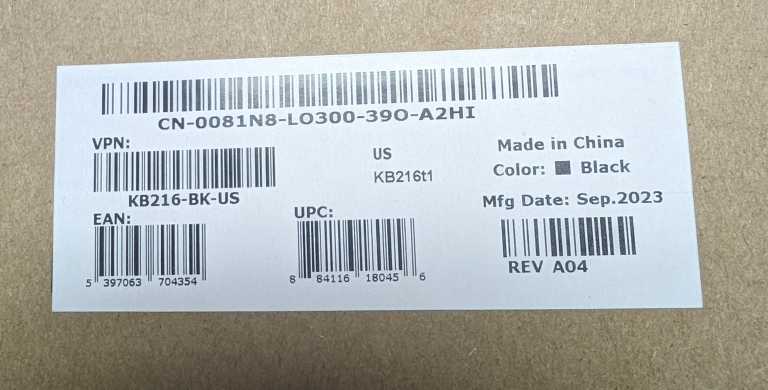 CN-0081N8-LO300-39O-A2HI
VPN:
KB216-BK-US
US
KB216t1
Made in China
Color: Black
Mfg Date: Sep.2023
EAN:
5 397063 704354
UPC:
8 84116 18045 6
REV A04